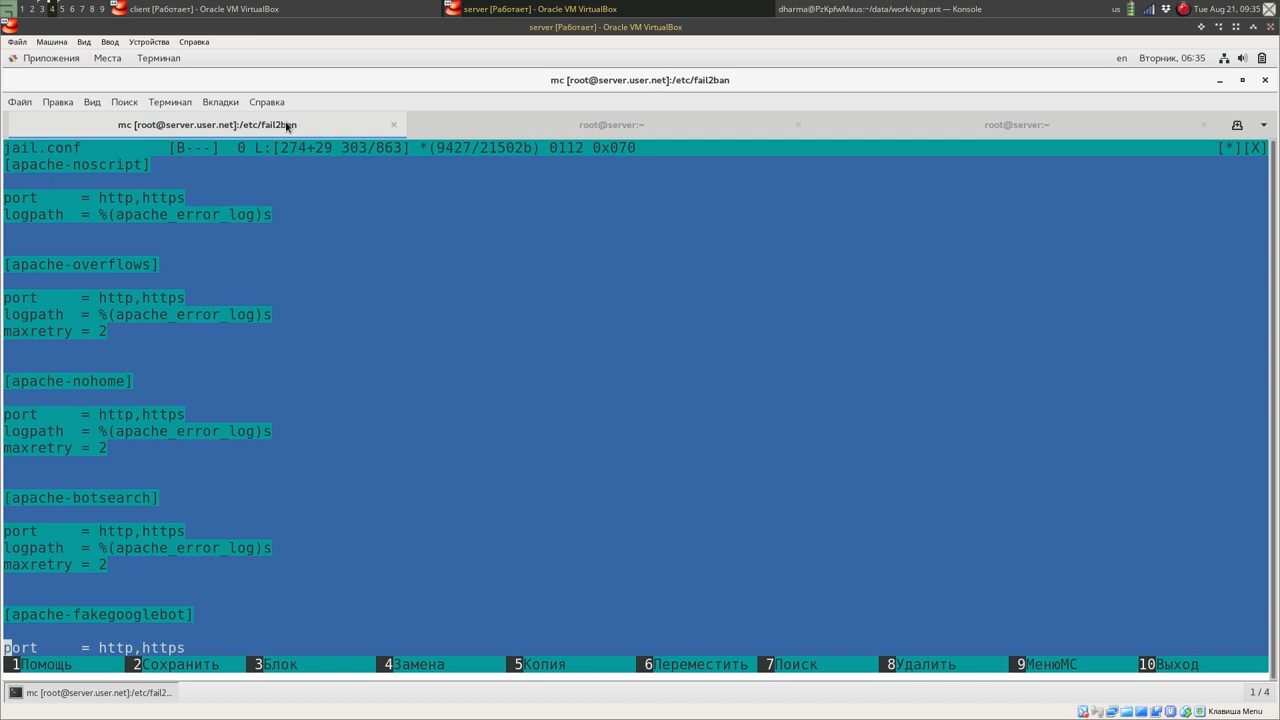 1 2 3 4 5 6 7 8 9 client [Работает] - Oracle VM VirtualBox server [Работает] - Oracle VM VirtualBox dharma@PzKpfwMaus:~/data/work/vagrant — Konsole us Tue Aug 21, 09:35
server [Работает] - Oracle VM VirtualBox
Файл Машина Вид Ввод Устройства Справка
Приложения Места Терминал en Вторник, 06:35
mc [root@server.user.net]:/etc/fail2ban
Файл Правка Вид Поиск Терминал Вкладки Справка
mc [root@server.user.net]:/etc/fail2ban × root@server:~ × root@server:~ ×
jail.conf [B---] 0 L:[274+29 303/863] *(9427/21502b) 0112 0x070 [*][X]
[apache-noscript]
port = http,https
logpath = %(apache_error_log)s
[apache-overflows]
port = http,https
logpath = %(apache_error_log)s
maxretry = 2
[apache-nohome]
port = http,https
logpath = %(apache_error_log)s
maxretry = 2
[apache-botsearch]
port = http,https
logpath = %(apache_error_log)s
maxretry = 2
[apache-fakegooglebot]
port = http,https
1Помощь 2Сохранить 3Блок 4Замена 5Копия 6Переместить 7Поиск 8Удалить 9МенюMC 10Выход
mc [root@server.user.net]:/etc/fail2... 1 / 4
Клавиша Menu